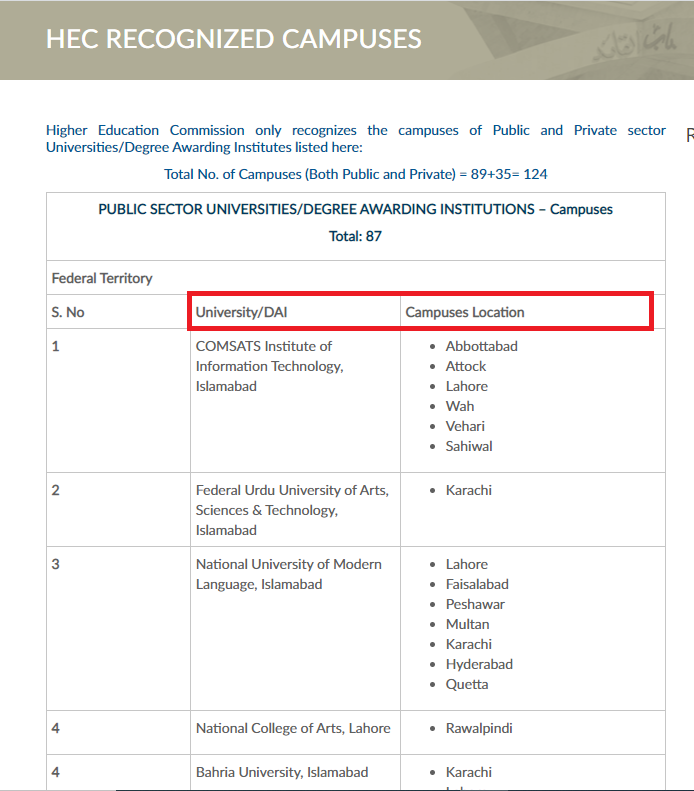 HEC RECOGNIZED CAMPUSES
Higher Education Commission only recognizes the campuses of Public and Private sector
Universities/Degree Awarding Institutes listed here:
R
Total No. of Campuses (Both Public and Private) = 89+35= 124
PUBLIC SECTOR UNIVERSITIES/DEGREE AWARDING INSTITUTIONS – Campuses
Total: 87
Federal Territory
S. No
University/DAI
Campuses Location
1
COMSATS Institute of
Information Technology,
Islamabad
• Abbottabad
• Attock
• Lahore
• Wah
• Vehari
• Sahiwal
2
Federal Urdu University of Arts,
Sciences & Technology,
Islamabad
• Karachi
3
National University of Modern
Language, Islamabad
• Lahore
• Faisalabad
• Peshawar
• Multan
• Karachi
• Hyderabad
• Quetta
4
National College of Arts, Lahore
• Rawalpindi
4
Bahria University, Islamabad
• Karachi